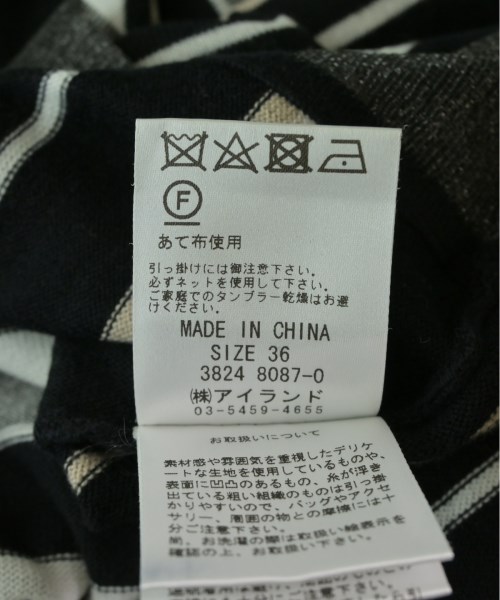 F
あて布使用
引っ掛けには御注意下さい。
必ずネットを使用して下さい。
ご家庭でのタンブラー乾燥はお避
けください。
MADE IN CHINA
SIZE 36
3824 8087-0
㈱アイランド
03-5459-4655
お取扱いについて
素材感や雰囲気を重視したデリケ
ートな生地を使用しているものや、
表面に凹凸のあるもの、糸が浮き
出ている粗い組織のものは引っ掛
かりやすいので、バッグやアクセ
サリー、周囲の物との摩擦には十
分ご注意下さい。
尚、お洗濯の際は取扱い絵表示を
確認の上、お取扱い下さい。